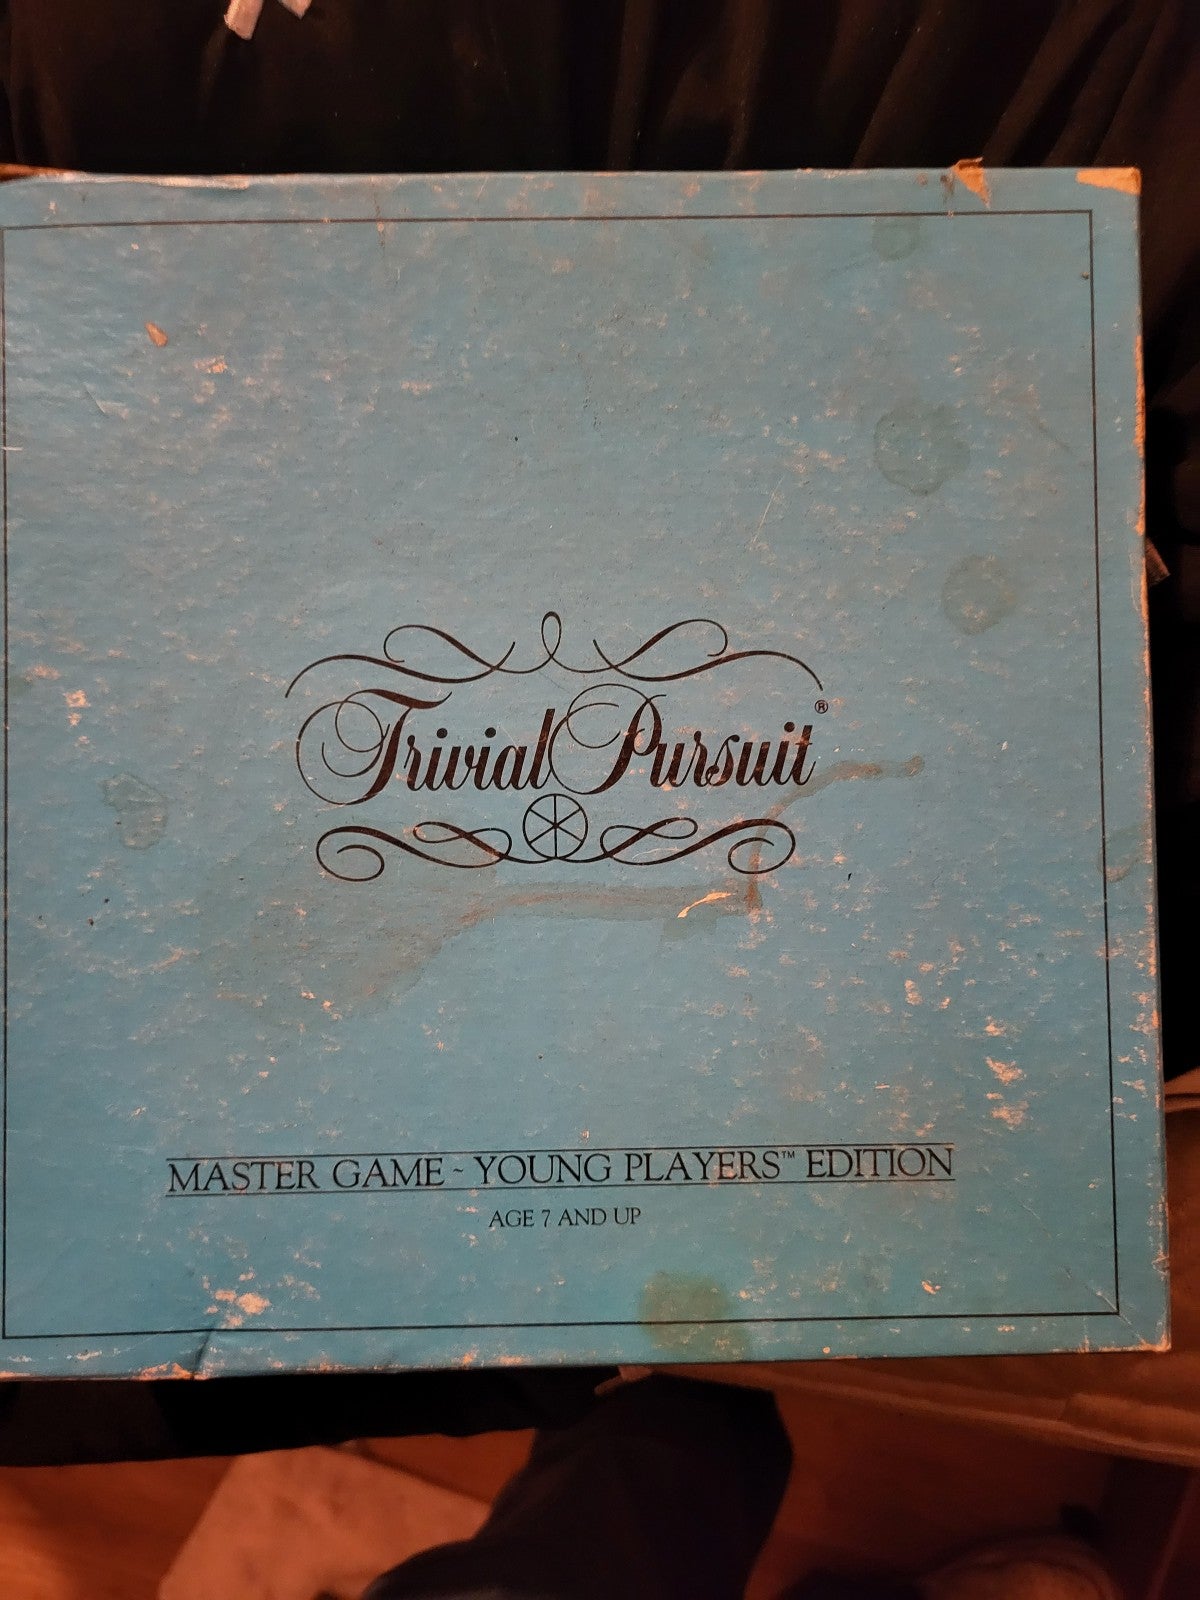 Trivial Pursuit®
MASTER GAME ~ YOUNG PLAYERS™ EDITION
AGE 7 AND UP